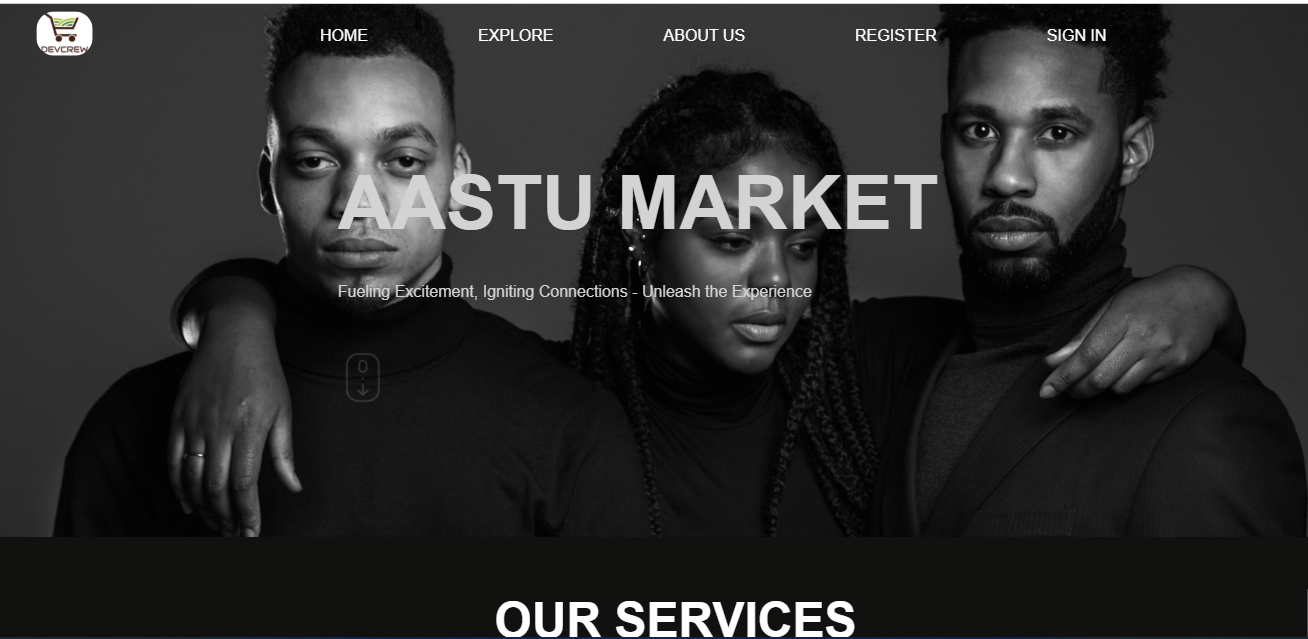 DEVCREW
HOME EXPLORE ABOUT US REGISTER SIGN IN
AASTU MARKET
Fueling Excitement, Igniting Connections - Unleash the Experience
OUR SERVICES